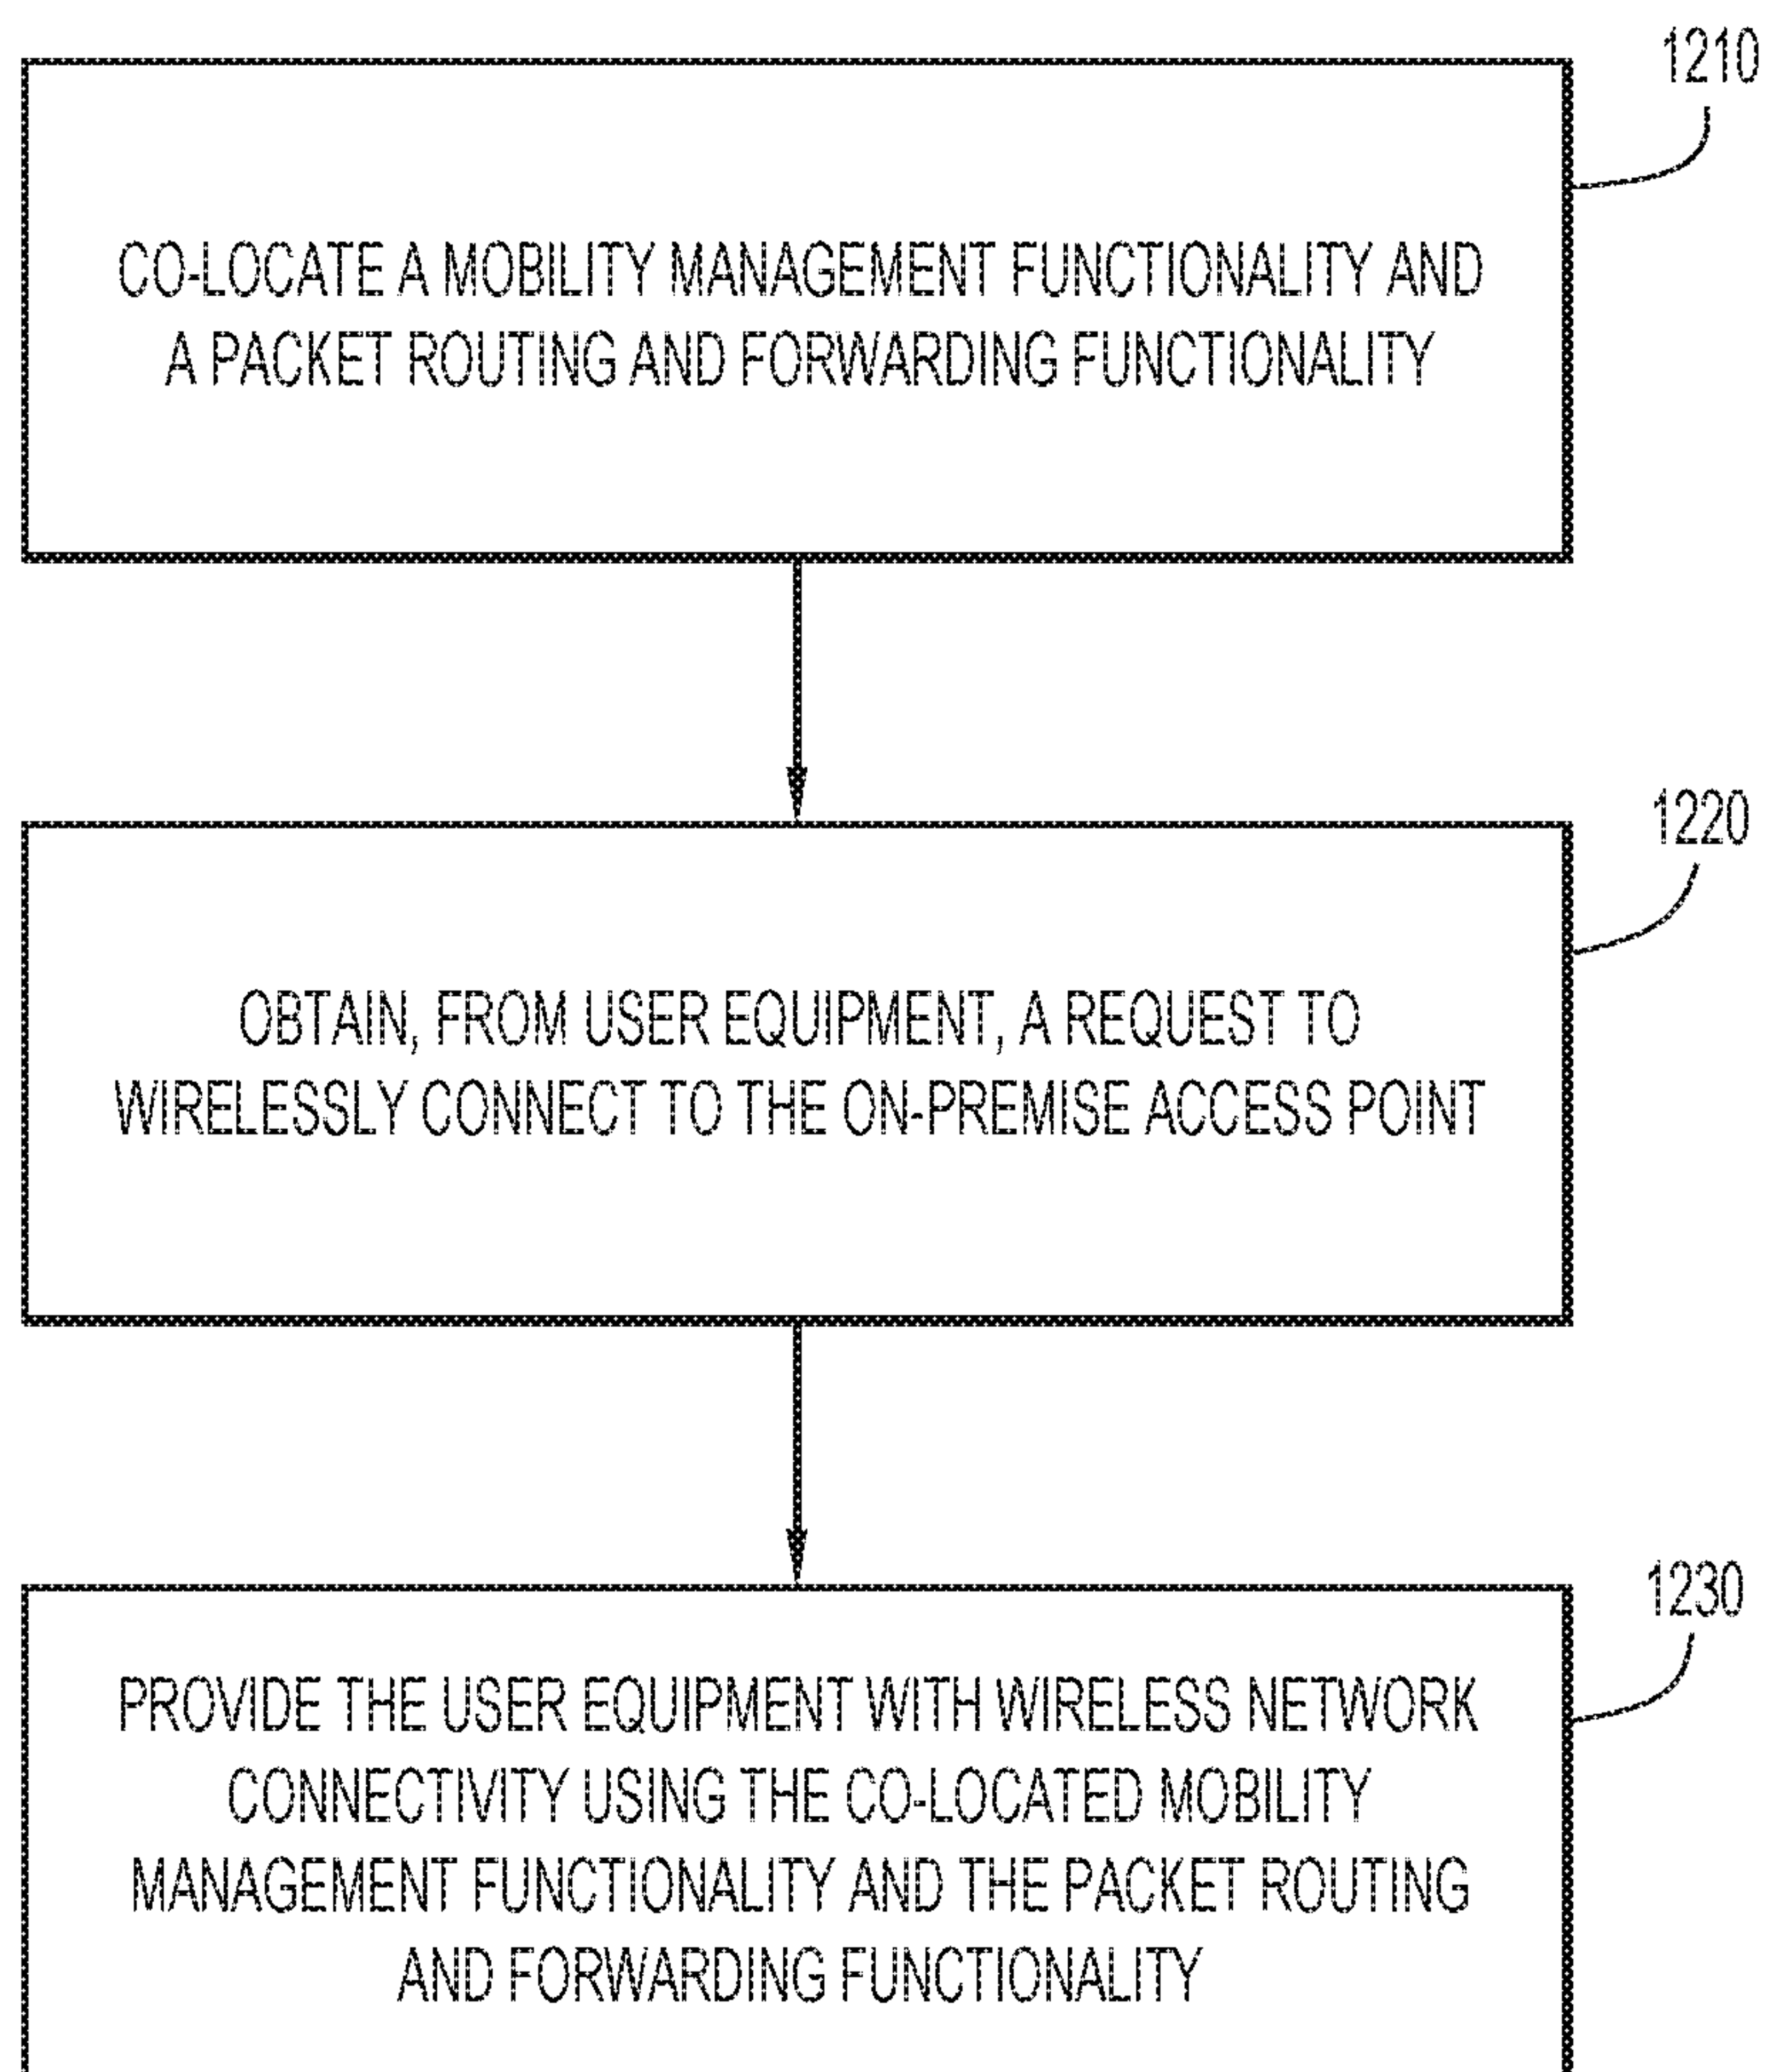 1210
CO-LOCATE A MOBILITY MANAGEMENT FUNCTIONALITY AND
A PACKET ROUTING AND FORWARDING FUNCTIONALITY
1220
OBTAIN, FROM USER EQUIPMENT, A REQUEST TO
WIRELESSLY CONNECT TO THE ON-PREMISE ACCESS POINT
1230
PROVIDE THE USER EQUIPMENT WITH WIRELESS NETWORK
CONNECTIVITY USING THE CO-LOCATED MOBILITY
MANAGEMENT FUNCTIONALITY AND THE PACKET ROUTING
AND FORWARDING FUNCTIONALITY